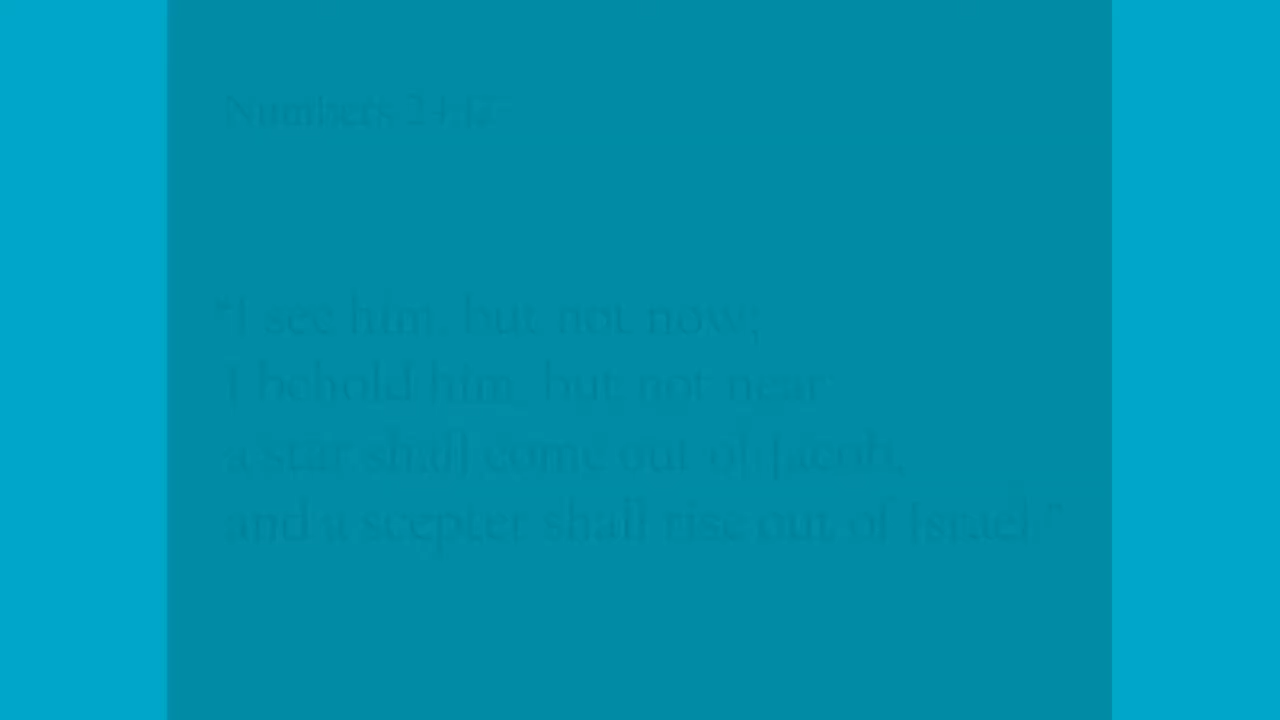 Numbers 24:17
"I see him, but not now;
I behold him, but not near
a star shall come out of Jacob,
and a scepter shall rise out of Israel."